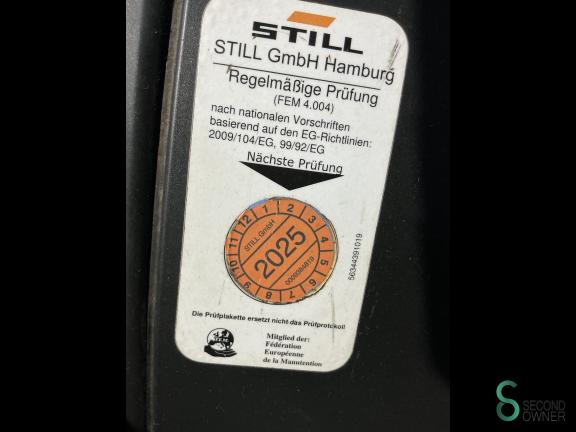 STILL
STILL GmbH Hamburg
Regelmäßige Prüfung
(FEM 4.004)
nach nationalen Vorschriften
basierend auf den EG-Richtlinien:
2009/104/EG, 99/92/EG
Nächste Prüfung
12 1 2 3 4 5 6 7 8 9 10 11
STILL GmbH
2025
0000384819
56344391019
Die Prüfplakette ersetzt nicht das Prüfprotokoll
FEM
Mitglied der:
Fédération
Européenne
de la Manutention
SECOND
OWNER